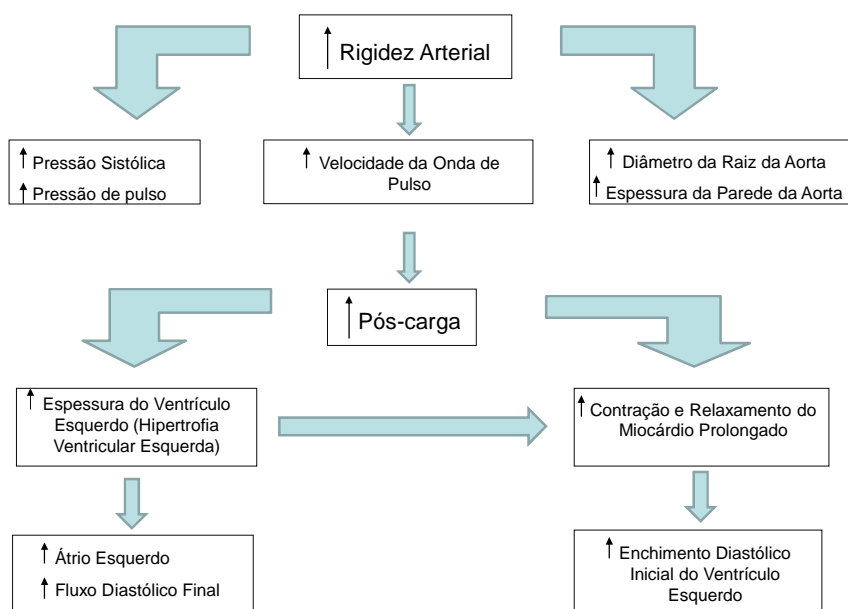 Rigidez Arterial
Pressão Sistólica
Pressão de pulso
Velocidade da Onda de
Pulso
Diâmetro da Raiz da Aorta
Espessura da Parede da Aorta
Pós-carga
Espessura do Ventrículo
Esquerdo (Hipertrofia
Ventricular Esquerda)
Contração e Relaxamento do
Miocárdio Prolongado
Átrio Esquerdo
Fluxo Diastólico Final
Enchimento Diastólico
Inicial do Ventrículo
Esquerdo